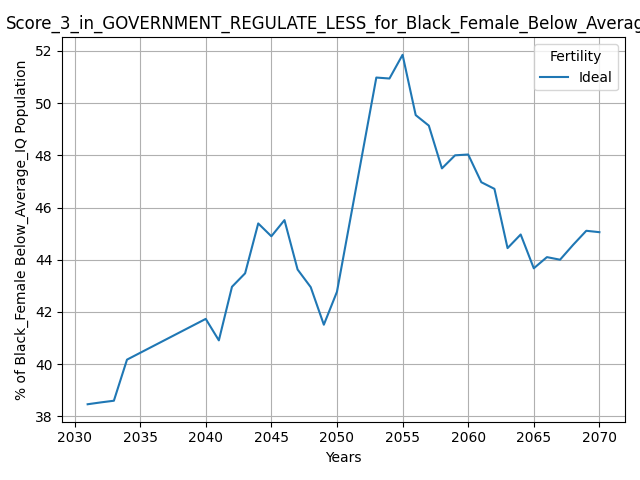 Score_3_in_GOVERNMENT_REGULATE_LESS_for_Black_Female_Below_Averag
Fertility
Ideal
% of Black_Female Below_Average_IQ Population
52
50
48
46
44
42
40
38
2030 2035 2040 2045 2050 2055 2060 2065 2070
Years